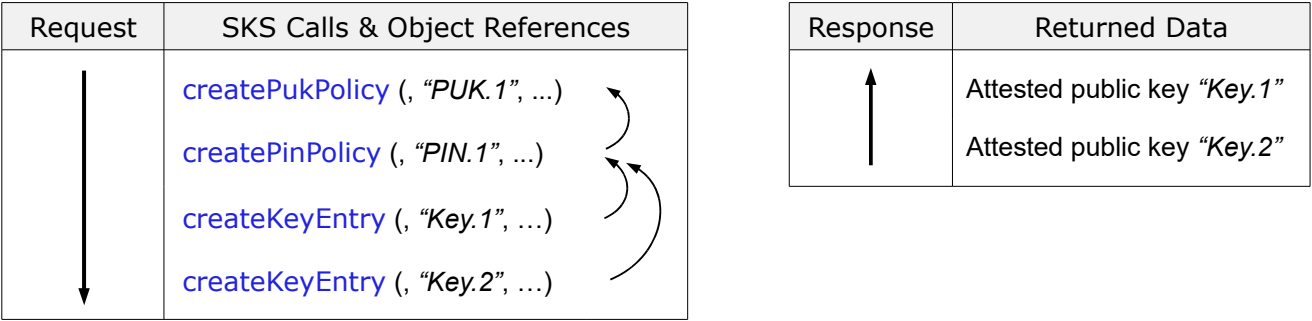 Request SKS Calls & Object References
createPukPolicy (, “PUK.1”, ...)
createPinPolicy (, “PIN.1”, ...)
createKeyEntry (, “Key.1”, …)
createKeyEntry (, “Key.2”, …)
Response Returned Data
Attested public key “Key.1”
Attested public key “Key.2”